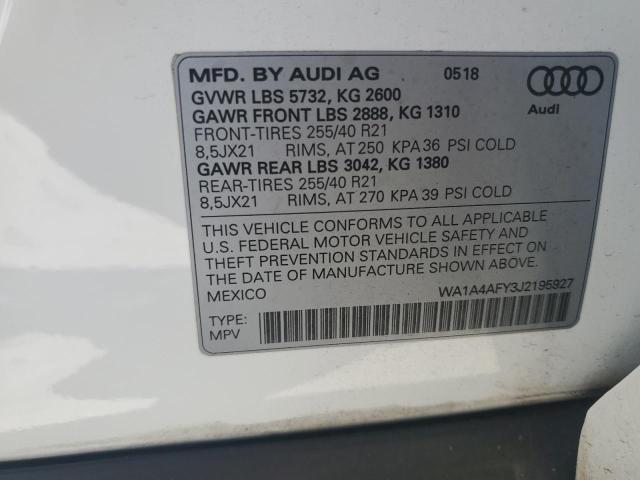 MFD. BY AUDI AG 0518
GVWR LBS 5732, KG 2600
GAWR FRONT LBS 2888, KG 1310
FRONT-TIRES 255/40 R21
8,5JX21 RIMS, AT 250 KPA 36 PSI COLD
GAWR REAR LBS 3042, KG 1380
REAR-TIRES 255/40 R21
8,5JX21 RIMS, AT 270 KPA 39 PSI COLD
Audi
THIS VEHICLE CONFORMS TO ALL APPLICABLE
U.S. FEDERAL MOTOR VEHICLE SAFETY AND
THEFT PREVENTION STANDARDS IN EFFECT ON
THE DATE OF MANUFACTURE SHOWN ABOVE.
MEXICO WA1A4AFY3J2195927
TYPE:
MPV